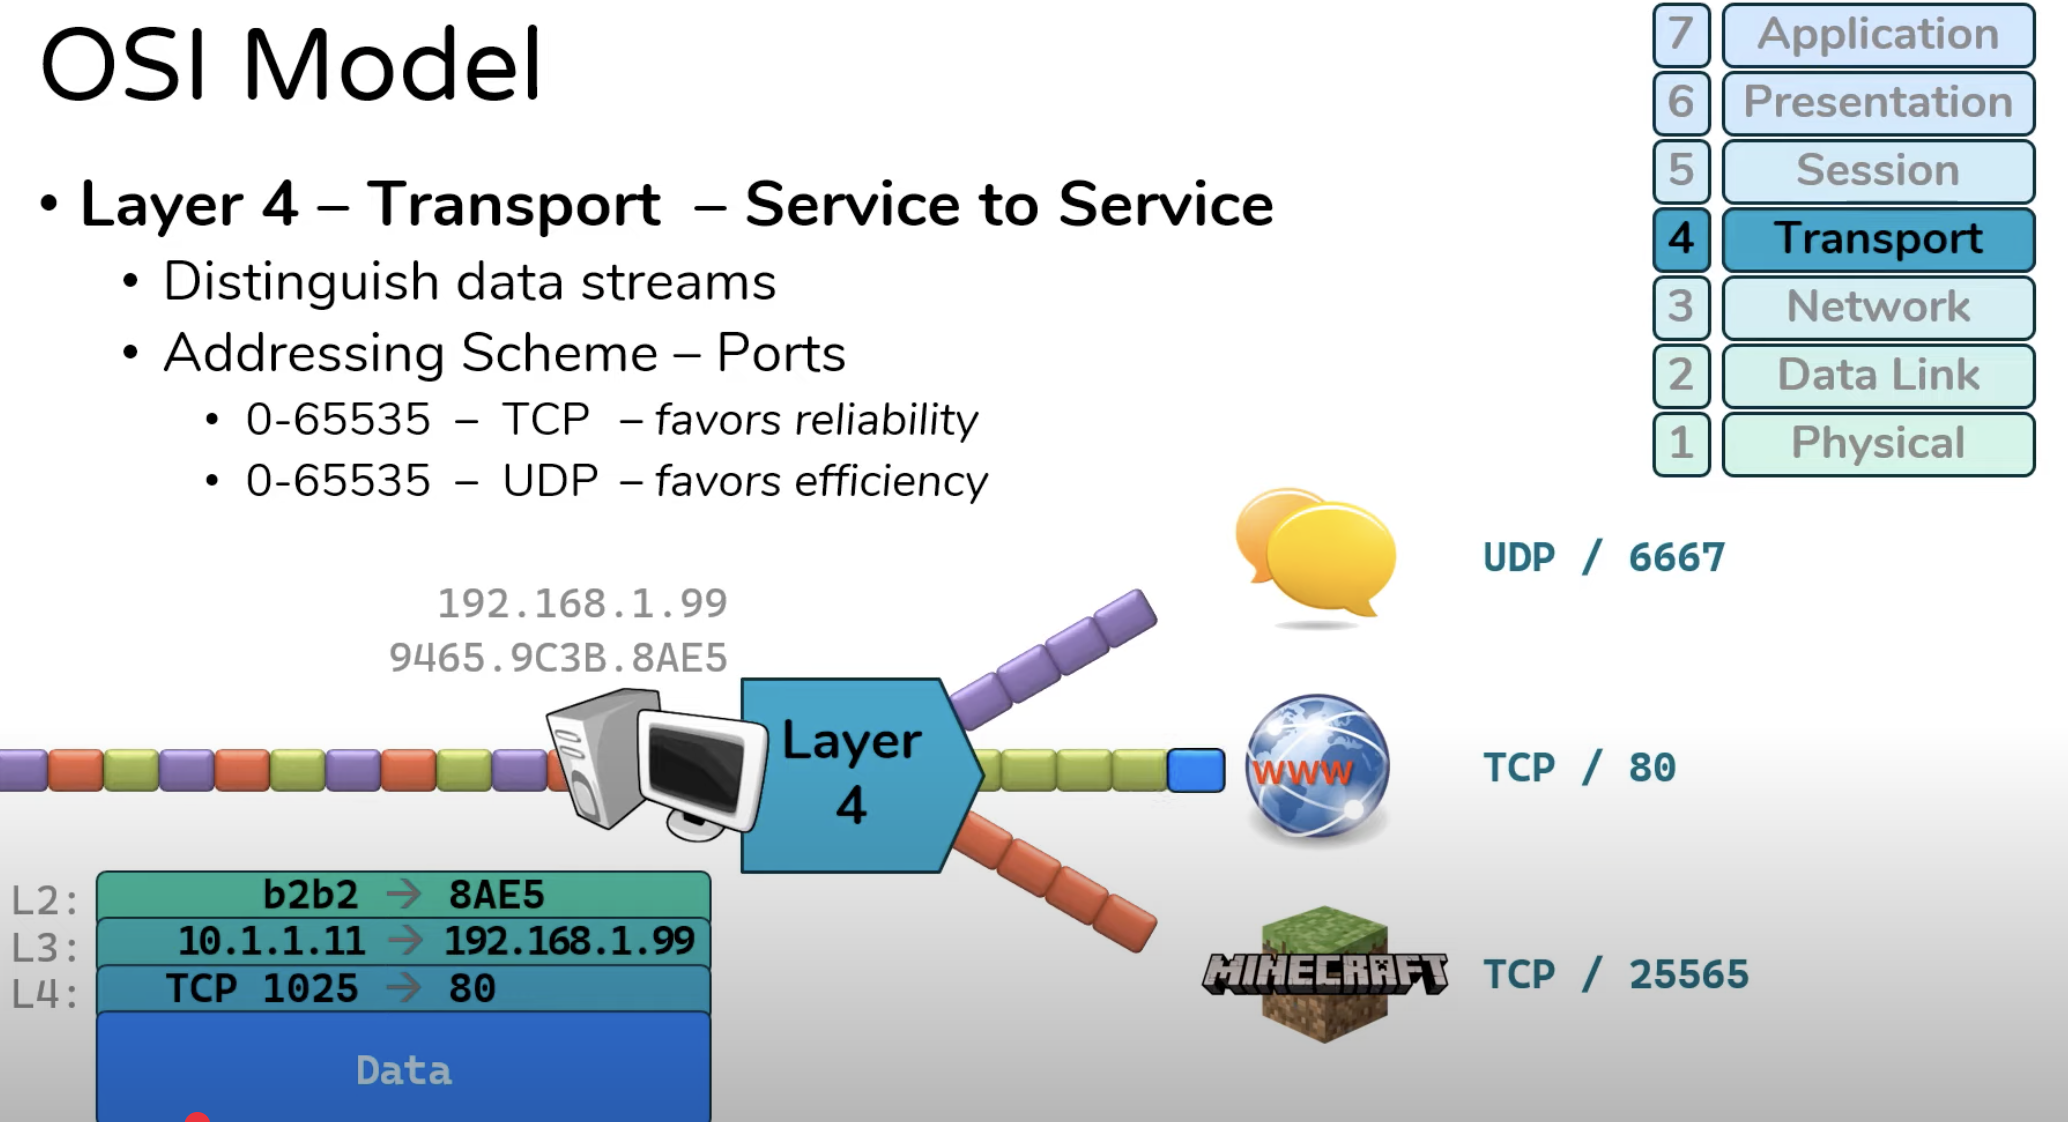 OSI Model
7 Application
6 Presentation
5 Session
4 Transport
3 Network
2 Data Link
1 Physical
• Layer 4 – Transport – Service to Service
• Distinguish data streams
• Addressing Scheme – Ports
• 0-65535 – TCP – favors reliability
• 0-65535 – UDP – favors efficiency
192.168.1.99
9465.9C3B.8AE5
Layer
4
UDP / 6667
WWW
TCP / 80
MINECRAFT
TCP / 25565
L2: b2b2 → 8AE5
L3: 10.1.1.11 → 192.168.1.99
L4: TCP 1025 → 80
Data